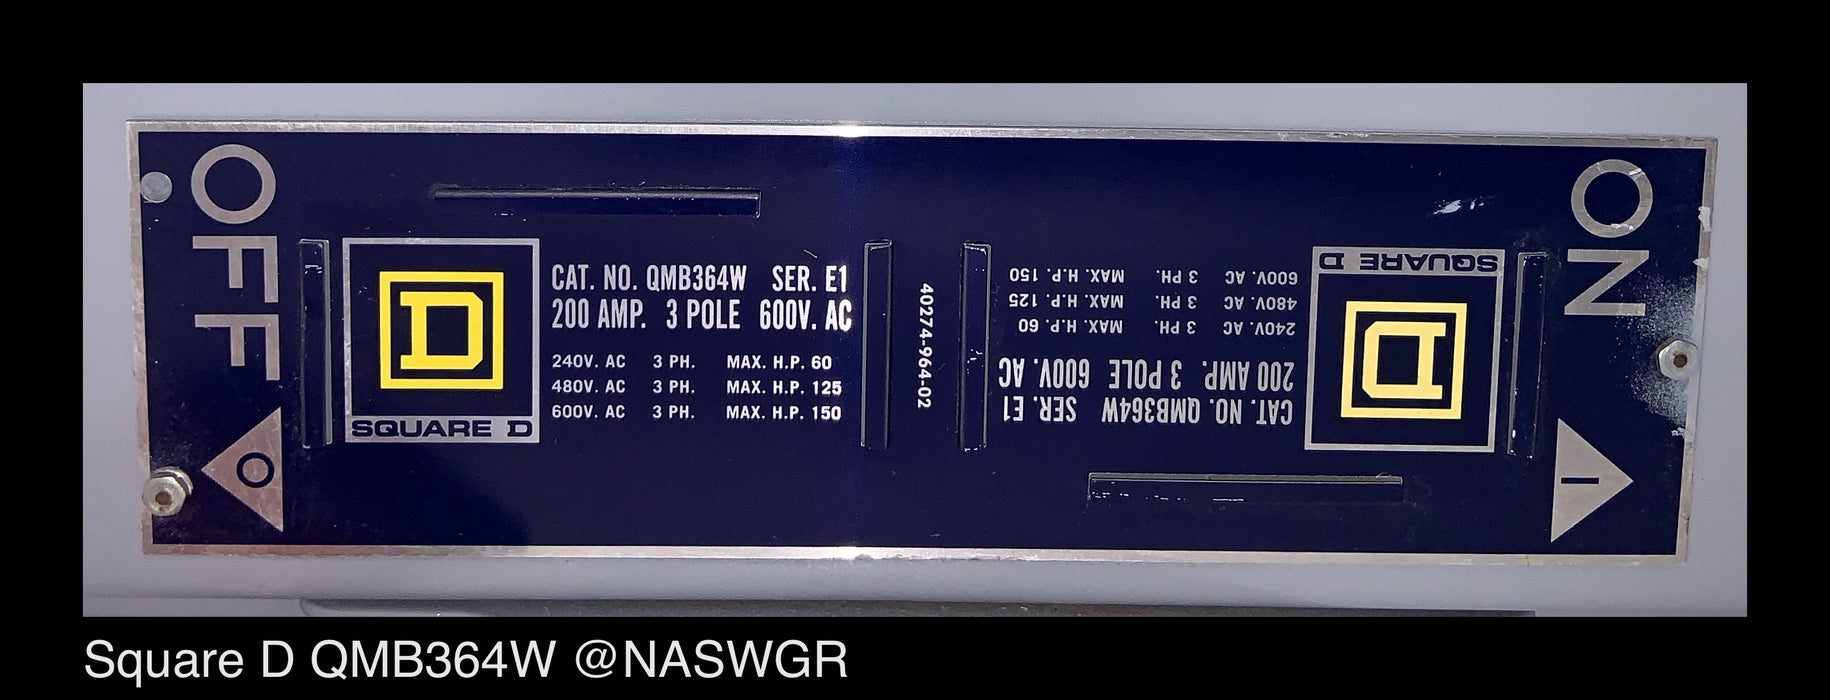 OFF
O
D
SQUARE D
CAT. NO. QMB364W SER. E1
200 AMP. 3 POLE 600V. AC
240V. AC 3 PH. MAX. H.P. 60
480V. AC 3 PH. MAX. H.P. 125
600V. AC 3 PH. MAX. H.P. 150
40274-964-02
ON
I
D
SQUARE D
CAT. NO. QMB364W SER. E1
200 AMP. 3 POLE 600V. AC
240V. AC 3 PH. MAX. H.P. 60
480V. AC 3 PH. MAX. H.P. 125
600V. AC 3 PH. MAX. H.P. 150
Square D QMB364W @NASWGR